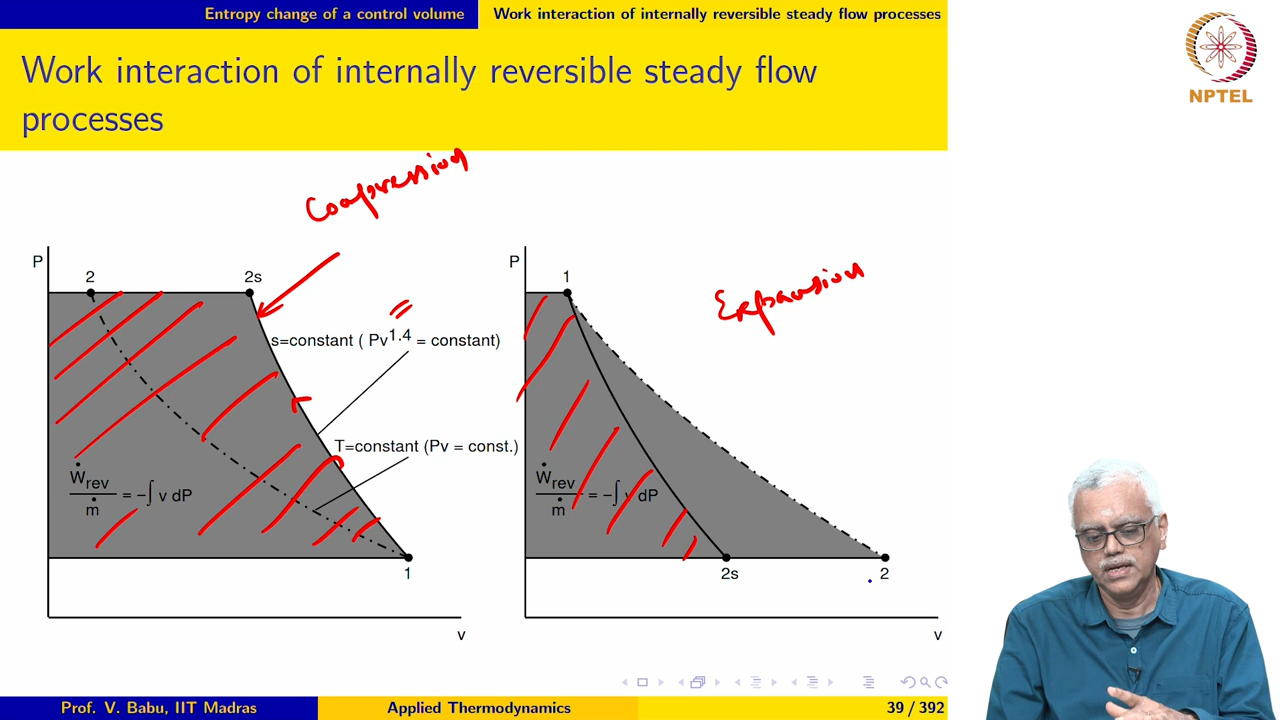 Entropy change of a control volume
Work interaction of internally reversible steady flow processes
Work interaction of internally reversible steady flow
processes
NPTEL
Compression
P
2
2s
s=constant ( Pv^1.4 = constant)
T=constant (Pv = const.)
Ẇrev
ṁ
= −∫ v dP
1
v
Expansion
P
1
Ẇrev
ṁ
= −∫ v dP
2s
2
v
Prof. V. Babu, IIT Madras
Applied Thermodynamics
39 / 392